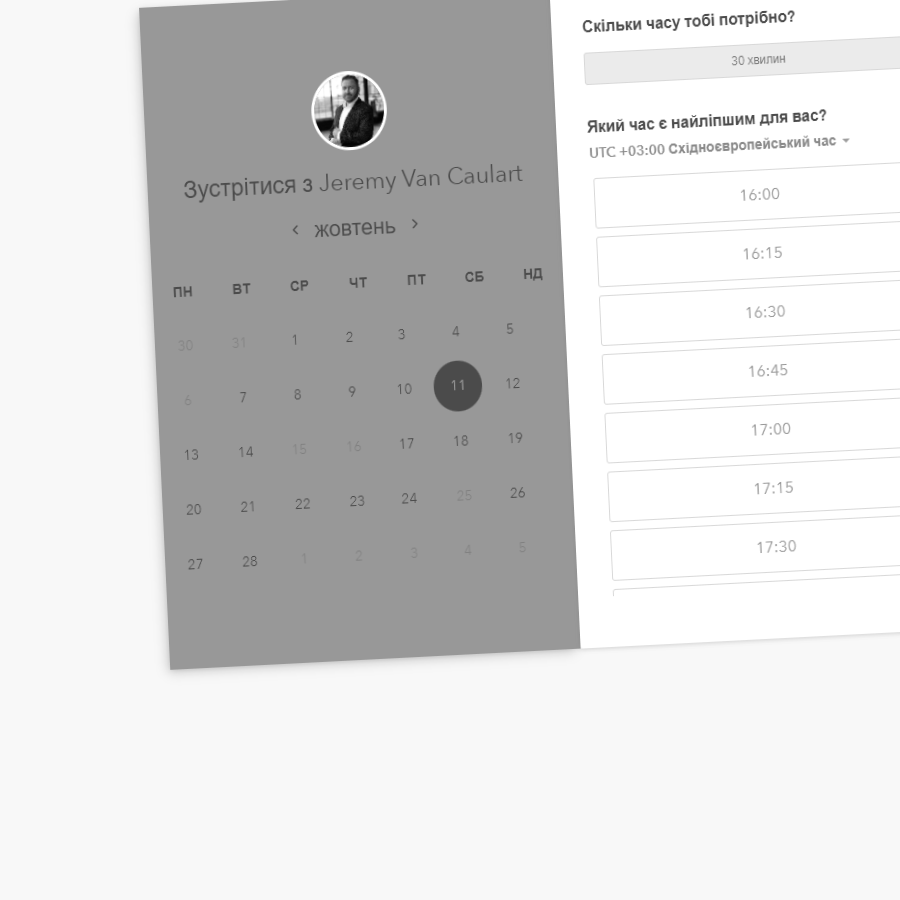 Зустрітися з Jeremy Van Caulart
‹ жовтень ›
ПН ВТ СР ЧТ ПТ СБ НД
30 31 1 2 3 4 5
6 7 8 9 10 11 12
13 14 15 16 17 18 19
20 21 22 23 24 25 26
27 28 1 2 3 4 5
Скільки часу тобі потрібно?
30 хвилин
Який час є найліпшим для вас?
UTC +03:00 Східноєвропейський час
16:00
16:15
16:30
16:45
17:00
17:15
17:30